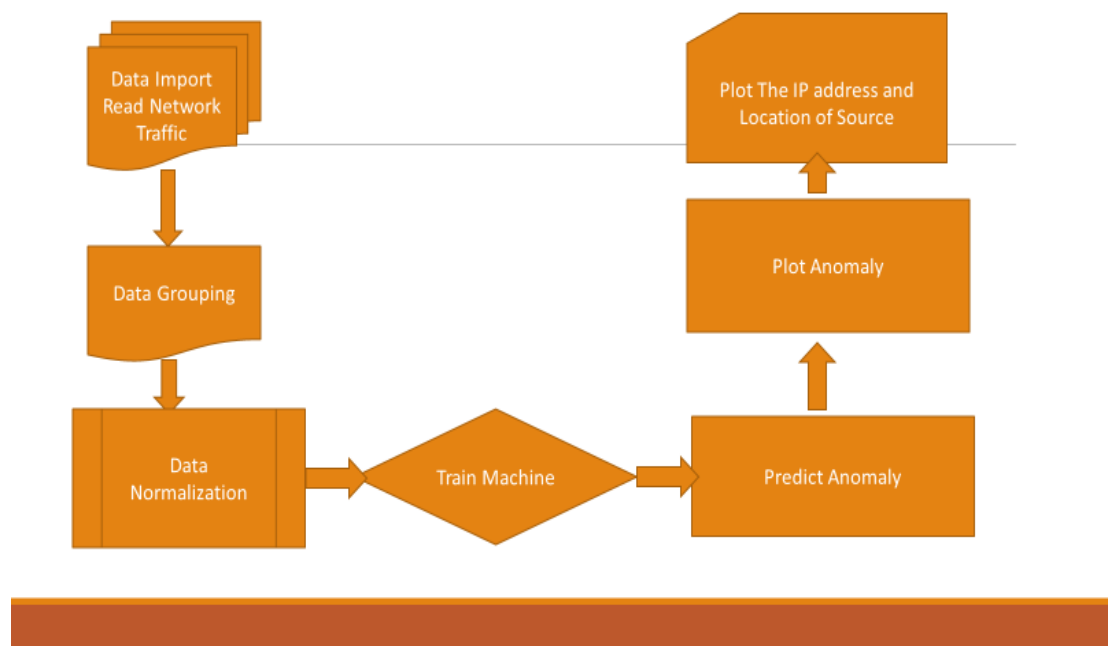 Data Import
Read Network
Traffic
Data Grouping
Data
Normalization
Train Machine
Predict Anomaly
Plot Anomaly
Plot The IP address and
Location of Source